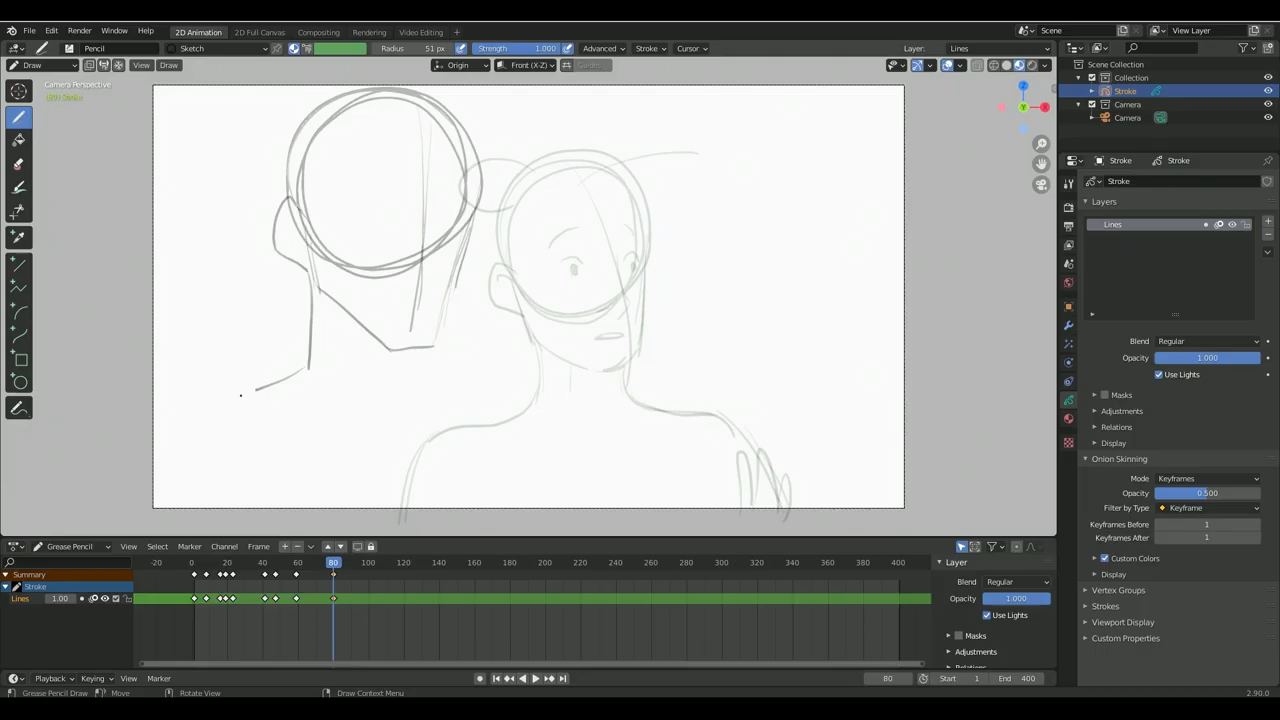 File Edit Render Window Help 2D Animation 2D Full Canvas Compositing Rendering Video Editing Scene View Layer
Pencil Sketch Radius 51 px Strength 1.000 Advanced Stroke Cursor Layer: Lines
Draw View Draw Origin Front (X-Z) Guides
Camera Perspective
(80) Stroke
Scene Collection
Collection
Stroke
Camera
Camera
Stroke Stroke
Stroke
Layers
Lines
Blend Regular
Opacity 1.000
Use Lights
Masks
Adjustments
Relations
Display
Onion Skinning
Mode Keyframes
Opacity 0.500
Filter by Type Keyframe
Keyframes Before 1
Keyframes After 1
Custom Colors
Display
Vertex Groups
Strokes
Viewport Display
Custom Properties
X
Y
Z
Grease Pencil View Select Marker Channel Frame
-20 0 20 40 60 80 100 120 140 160 180 200 220 240 260 280 300 320 340 360 380 400
Summary
Stroke
Lines 1.00
Layer
Blend Regular
Opacity 1.000
Use Lights
Masks
Adjustments
Relations
Playback Keying View Marker 80 Start 1 End 400
Grease Pencil Draw Move Rotate View Draw Context Menu 2.90.0